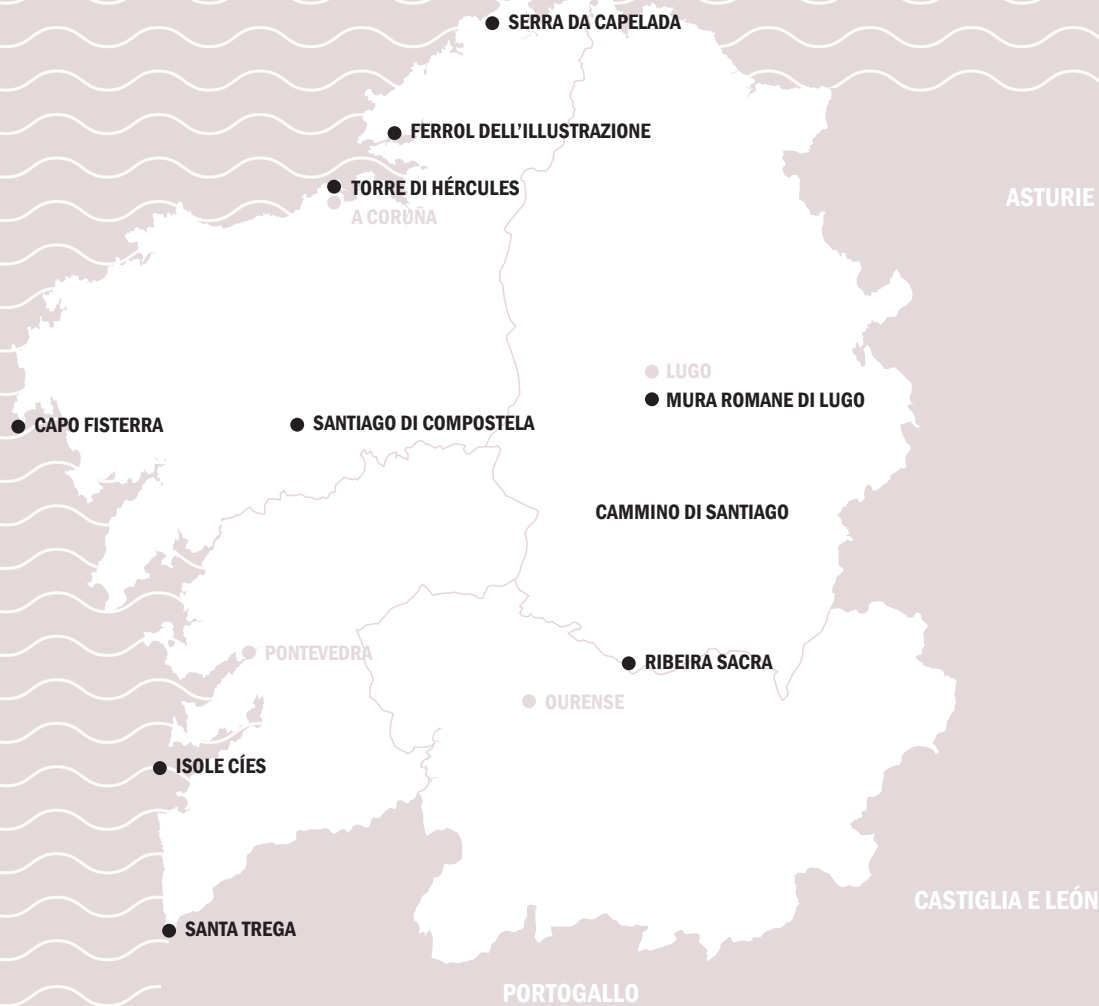 SERRA DA CAPELADA
FERROL DELL'ILLUSTRAZIONE
TORRE DI HÉRCULES
A CORUÑA
ASTURIE
LUGO
MURA ROMANE DI LUGO
CAPO FISTERRA
SANTIAGO DI COMPOSTELA
CAMMINO DI SANTIAGO
PONTEVEDRA
RIBEIRA SACRA
OURENSE
ISOLE CÍES
CASTIGLIA E LEÓN
SANTA TREGA
PORTOGALLO